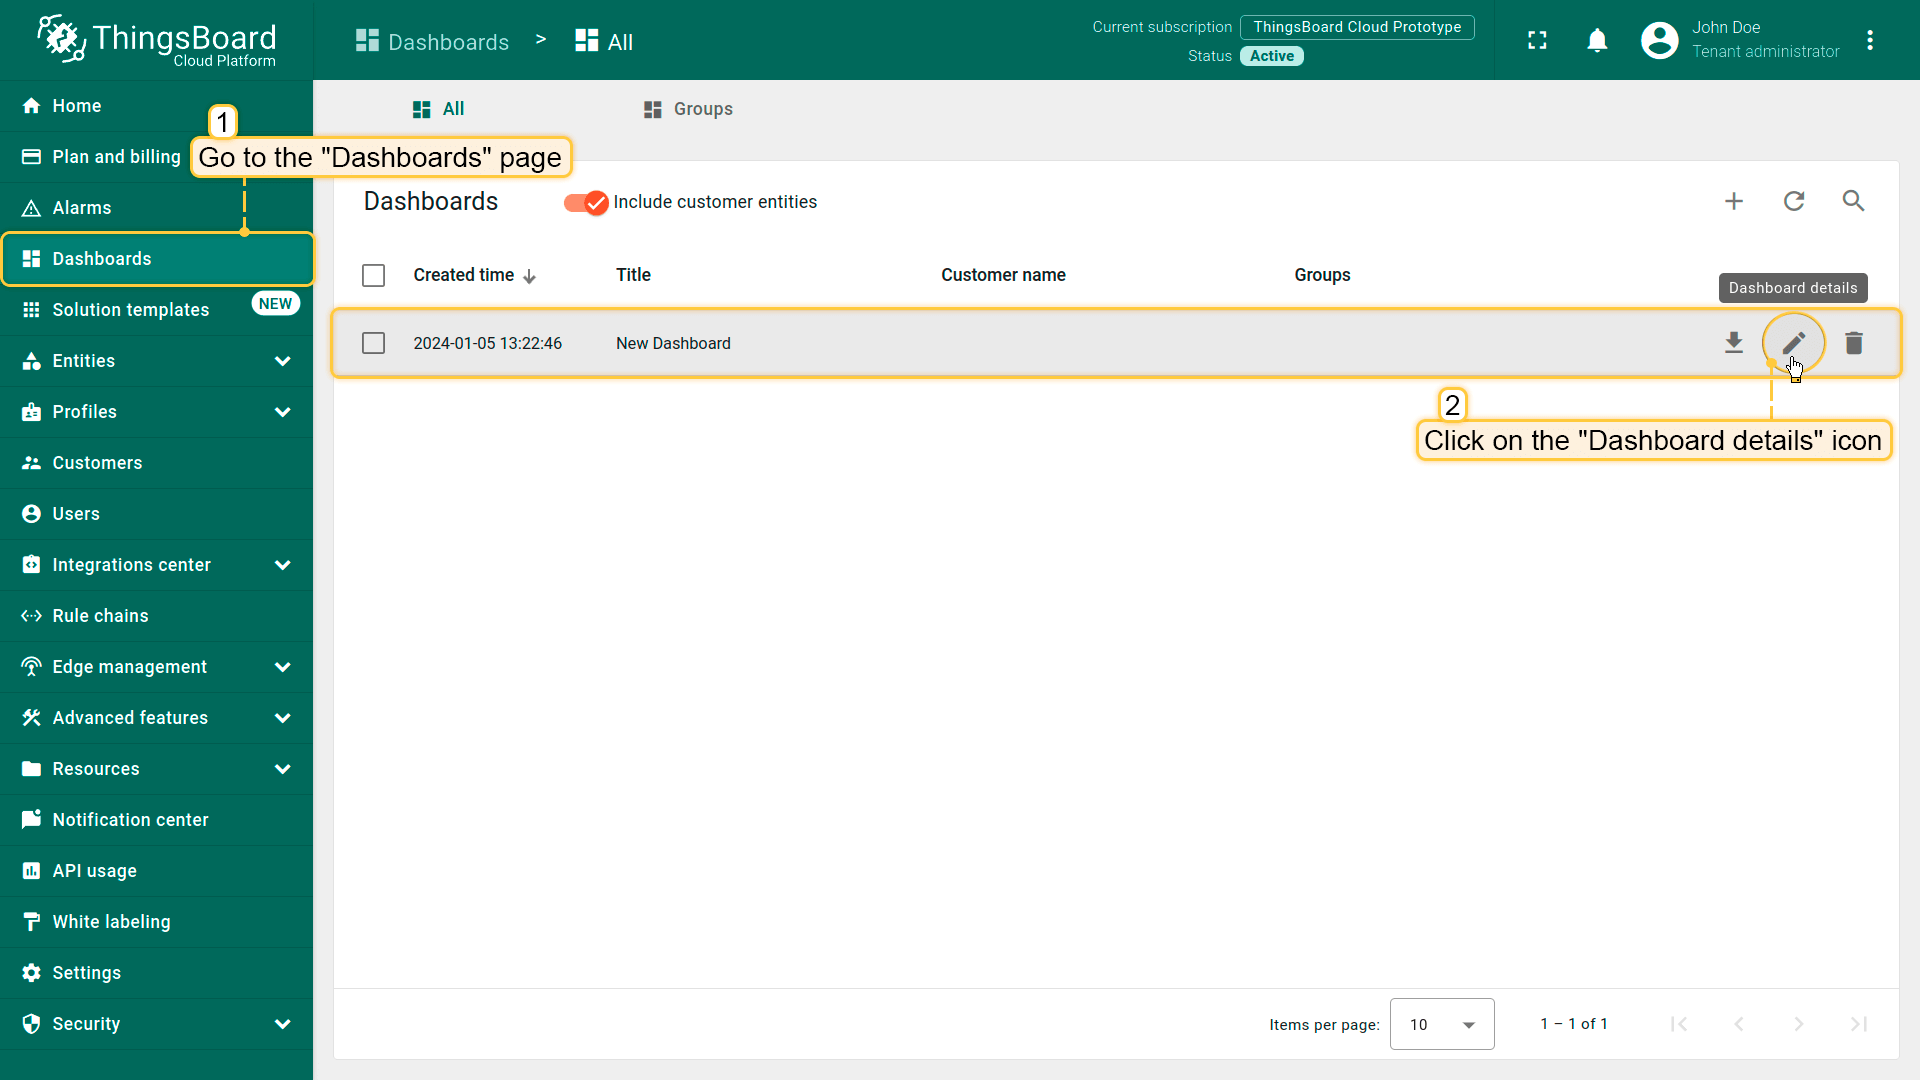 ThingsBoard
Cloud Platform
Dashboards > All
Current subscription ThingsBoard Cloud Prototype
Status Active
John Doe
Tenant administrator
Home
Plan and billing
Alarms
Dashboards
Solution templates NEW
Entities
Profiles
Customers
Users
Integrations center
Rule chains
Edge management
Advanced features
Resources
Notification center
API usage
White labeling
Settings
Security
1
Go to the "Dashboards" page
All Groups
Dashboards Include customer entities
Created time Title Customer name Groups
Dashboard details
2024-01-05 13:22:46 New Dashboard
2
Click on the "Dashboard details" icon
Items per page: 10 1 – 1 of 1